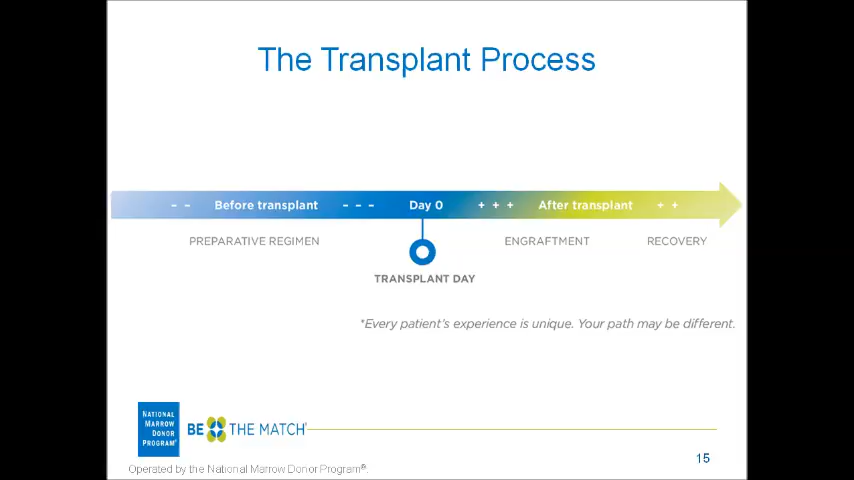 The Transplant Process
- - Before transplant - - - Day 0 + + + After transplant + +
PREPARATIVE REGIMEN ENGRAFTMENT RECOVERY
TRANSPLANT DAY
*Every patient's experience is unique. Your path may be different.
NATIONAL
MARROW
DONOR
PROGRAM®
BE THE MATCH®
15
Operated by the National Marrow Donor Program®.